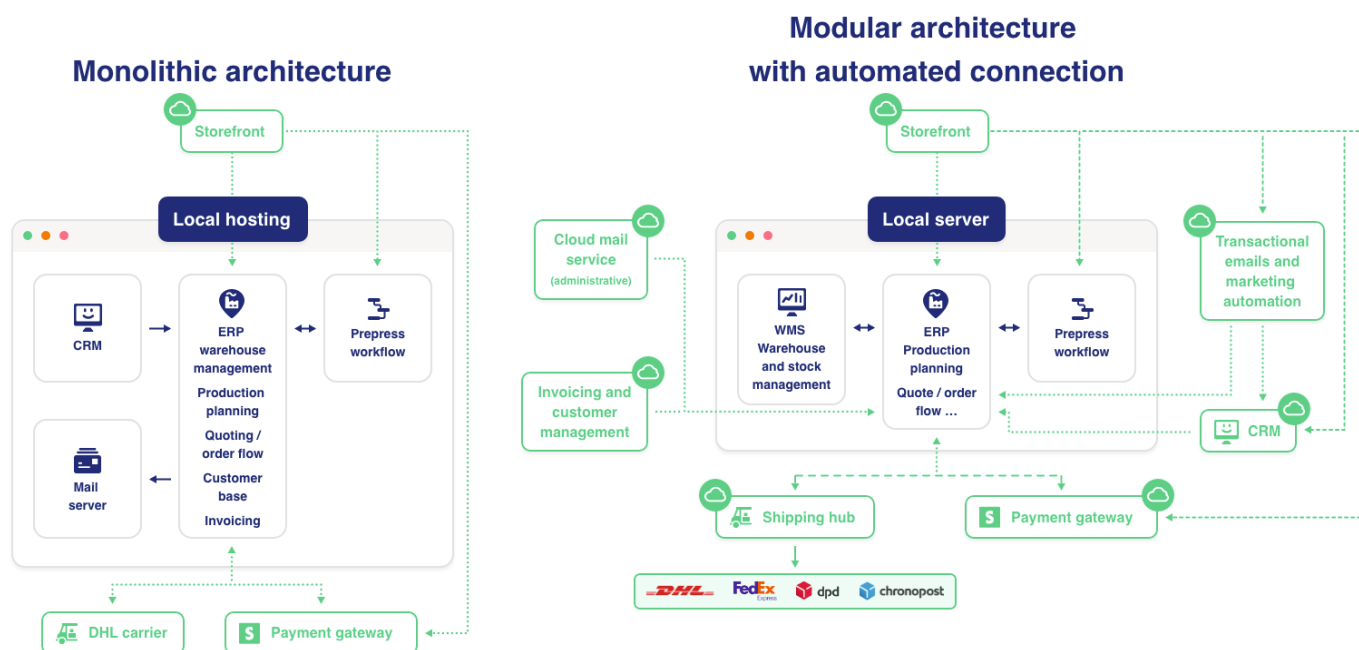 Monolithic architecture
Storefront
Local hosting
CRM
ERP
warehouse
management
Production
planning
Quoting /
order flow
Customer
base
Invoicing
Prepress
workflow
Mail
server
DHL carrier
$
Payment gateway
Modular architecture
with automated connection
Storefront
Local server
Cloud mail
service
(administrative)
Invoicing and
customer
management
WMS
Warehouse
and stock
management
ERP
Production
planning
Quote / order
flow ...
Prepress
workflow
Transactional
emails and
marketing
automation
CRM
Shipping hub
$
Payment gateway
DHL
FedEx
Express
dpd
chronopost